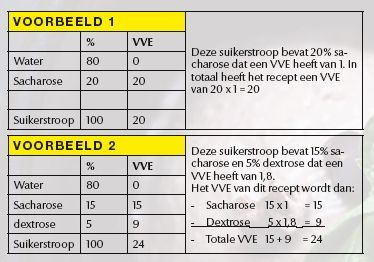 VOORBEELD 1
% VVE
Water 80 0
Sacharose 20 20
Suikerstroop 100 20
Deze suikerstroop bevat 20% sa-
charose dat een VVE heeft van 1. In
totaal heeft het recept een VVE
van 20 x 1 = 20
VOORBEELD 2
% VVE
Water 80 0
Sacharose 15 15
dextrose 5 9
Suikerstroop 100 24
Deze suikerstroop bevat 15% sa-
charose en 5% dextrose dat een
VVE heeft van 1,8.
Het VVE van dit recept wordt dan:
- Sacharose 15 x 1 = 15
- Dextrose 5 x 1,8 = 9
- Totale VVE 15 + 9 = 24